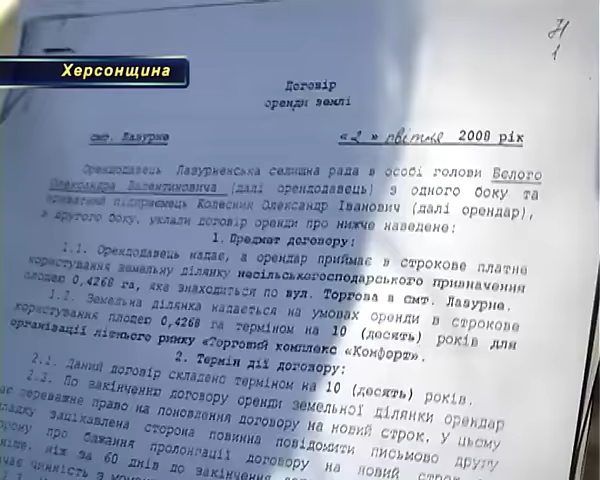 Н
1
Херсонщина
Договір
оренди землі
смт. Лазурне «2» квітня 2008 рік
Орендодавець Лазурненська селищна рада в особі голови Белого
Олександра Валентиновича (далі орендодавець) з одного боку та
приватний підприємець Колесник Олександр Іванович (далі орендар),
з другого боку, уклали договір оренди про нижче наведене:
1. Предмет договору:
1.1. Орендодавець надає, а орендар приймає в строкове платне
користування земельну ділянку несільськогосподарського призначення
площею 0,4268 га, яка знаходиться по вул. Торгова в смт. Лазурне.
1.2. Земельна ділянка надається на умовах оренди в строкове
користування площею 0,4268 га терміном на 10 (десять) років для
організації літнього ринку «Торговий комплекс «Комфорт».
2. Термін дії договору:
2.1. Даний договір складено терміном на 10 (десять) років.
2.2. По закінченню договору оренди земельної ділянки орендар
має переважне право на поновлення договору на новий строк. У цьому
зацікавлена сторона повинна повідомити письмово другу
про бажання пролонгації договору на новий строк
ніж за 60 днів до закінчення
чинність з